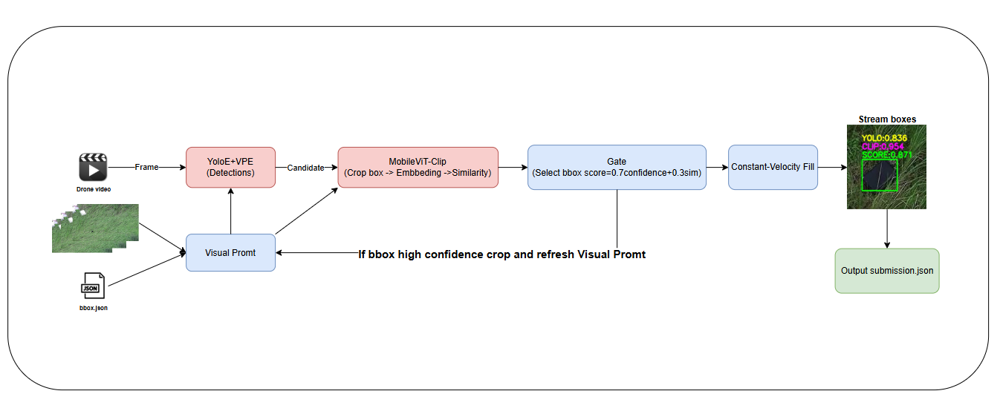 Stream boxes
YOLO:0.836
CLIP:0.954
SCORE:0.871
Drone video
Frame
YoloE+VPE
(Detections)
Candidate
MobileViT-Clip
(Crop box -> Embbeding ->Similarity)
Gate
(Select bbox score=0.7confidence+0.3sim)
Constant-Velocity Fill
Visual Promt
If bbox high confidence crop and refresh Visual Promt
JSON
bbox.json
Output submission.json